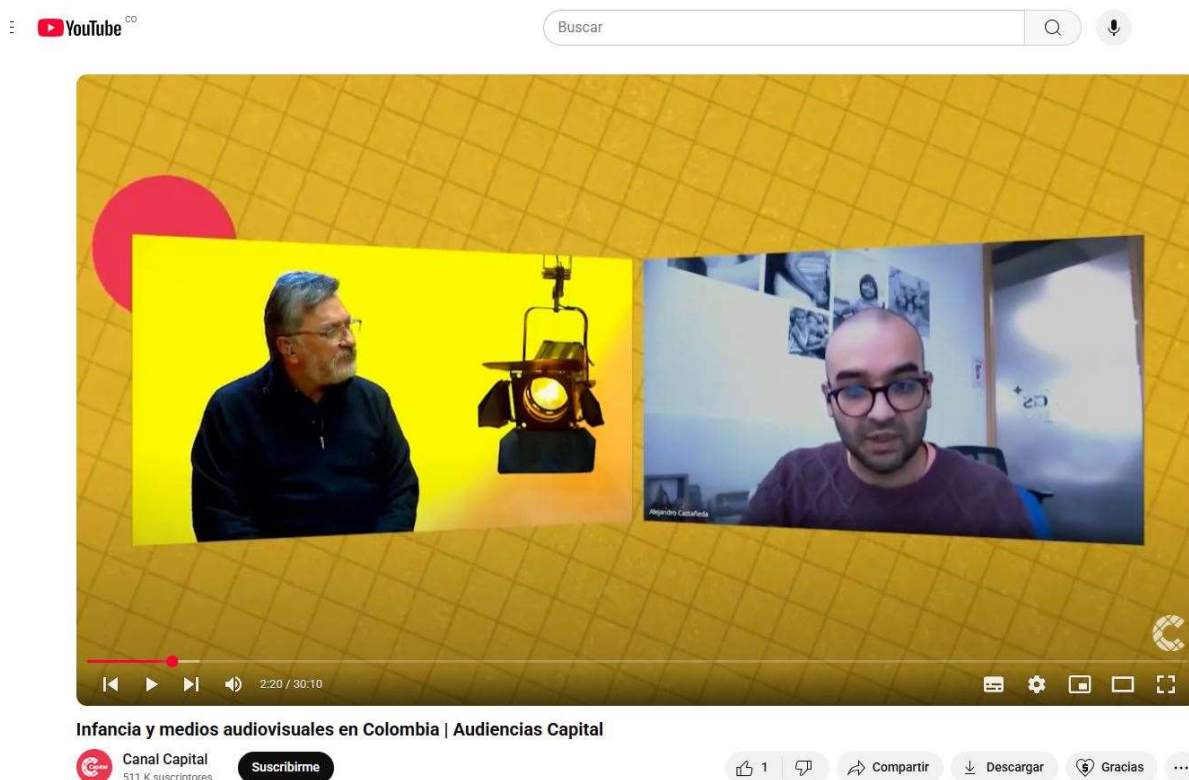 YouTube CO
Buscar
Alejandro Castañeda
2:20 / 30:10
Infancia y medios audiovisuales en Colombia | Audiencias Capital
Capital
Canal Capital
511 K suscriptores
Suscribirme
1
Compartir
Descargar
Gracias